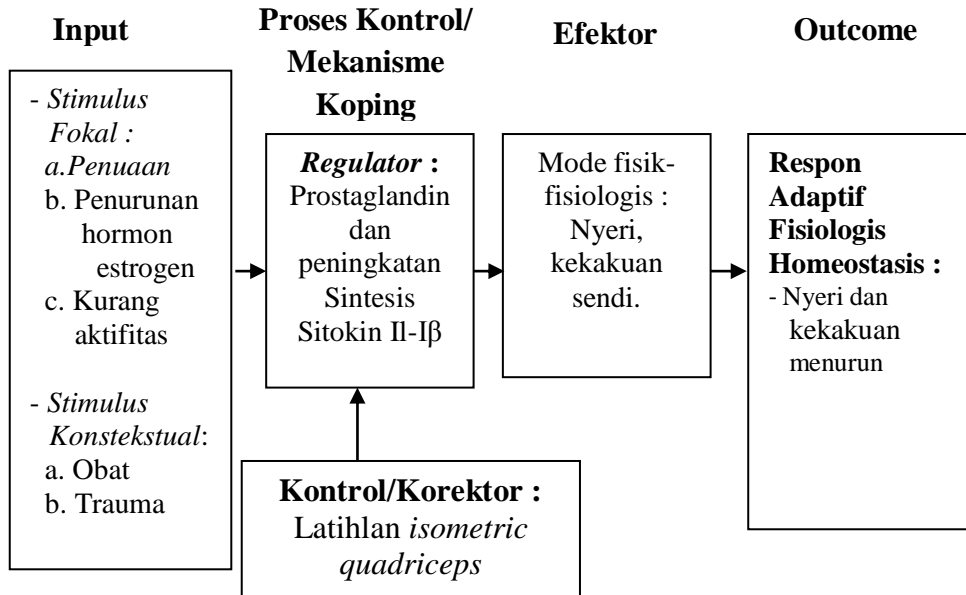 Input
Proses Kontrol/
Mekanisme
Koping
Efektor
Outcome
- Stimulus
Fokal :
a.Penuaan
b. Penurunan
hormon
estrogen
c. Kurang
aktifitas
- Stimulus
Konstekstual:
a. Obat
b. Trauma
Regulator :
Prostaglandin
dan
peningkatan
Sintesis
Sitokin Il-Iβ
Mode fisik-
fisiologis :
Nyeri,
kekakuan
sendi.
Respon
Adaptif
Fisiologis
Homeostasis :
- Nyeri dan
kekakuan
menurun
Kontrol/Korektor :
Latihlan isometric
quadriceps